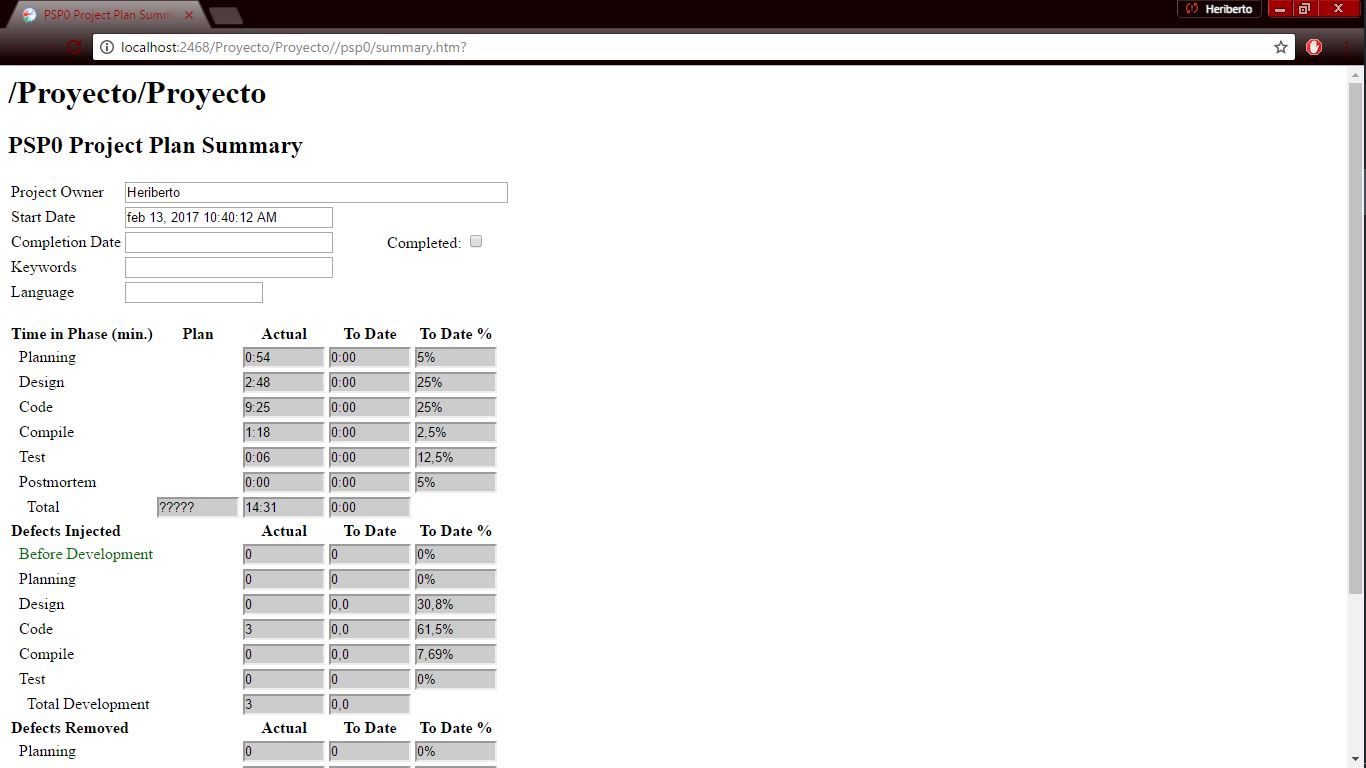 PSP0 Project Plan Summ
Heriberto
localhost:2468/Proyecto/Proyecto//psp0/summary.htm?
/Proyecto/Proyecto
PSP0 Project Plan Summary
Project Owner Heriberto
Start Date feb 13, 2017 10:40:12 AM
Completion Date Completed:
Keywords
Language
Time in Phase (min.) Plan Actual To Date To Date %
Planning 0:54 0:00 5%
Design 2:48 0:00 25%
Code 9:25 0:00 25%
Compile 1:18 0:00 2,5%
Test 0:06 0:00 12,5%
Postmortem 0:00 0:00 5%
Total ????? 14:31 0:00
Defects Injected Actual To Date To Date %
Before Development 0 0 0%
Planning 0 0 0%
Design 0 0,0 30,8%
Code 3 0,0 61,5%
Compile 0 0,0 7,69%
Test 0 0 0%
Total Development 3 0,0
Defects Removed Actual To Date To Date %
Planning 0 0 0%